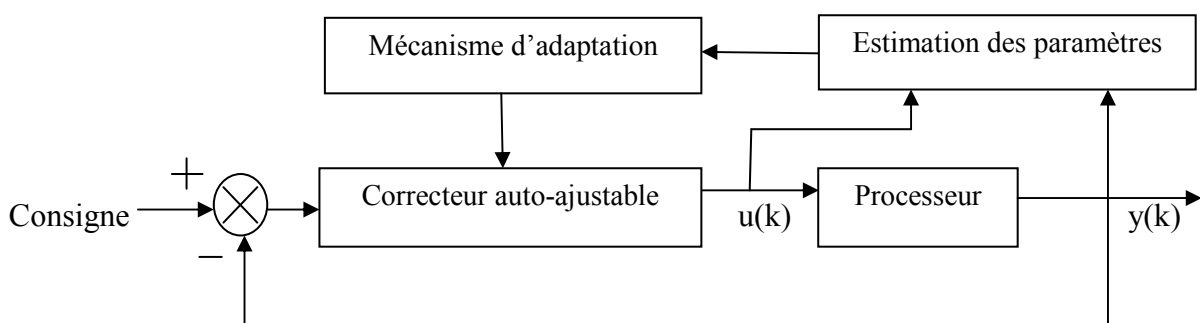 Mécanisme d’adaptation
Estimation des paramètres
+
Consigne
−
Correcteur auto-ajustable
u(k)
Processeur
y(k)